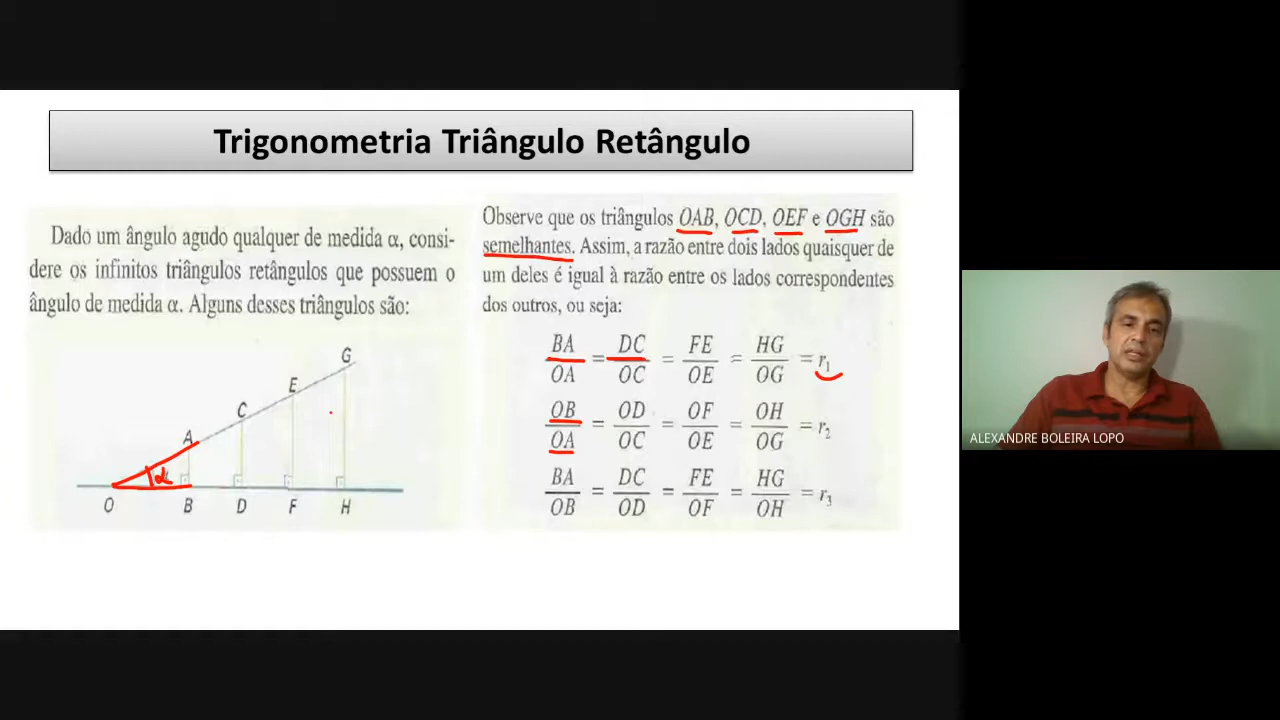 Trigonometria Triângulo Retângulo
Dado um ângulo agudo qualquer de medida α, consi-
dere os infinitos triângulos retângulos que possuem o
ângulo de medida α. Alguns desses triângulos são:
G
E
C
A
α
O B D F H
Observe que os triângulos OAB, OCD, OEF e OGH são
semelhantes. Assim, a razão entre dois lados quaisquer de
um deles é igual à razão entre os lados correspondentes
dos outros, ou seja:
BA/OA = DC/OC = FE/OE = HG/OG = r₁
OB/OA = OD/OC = OF/OE = OH/OG = r₂
BA/OB = DC/OD = FE/OF = HG/OH = r₃
ALEXANDRE BOLEIRA LOPO